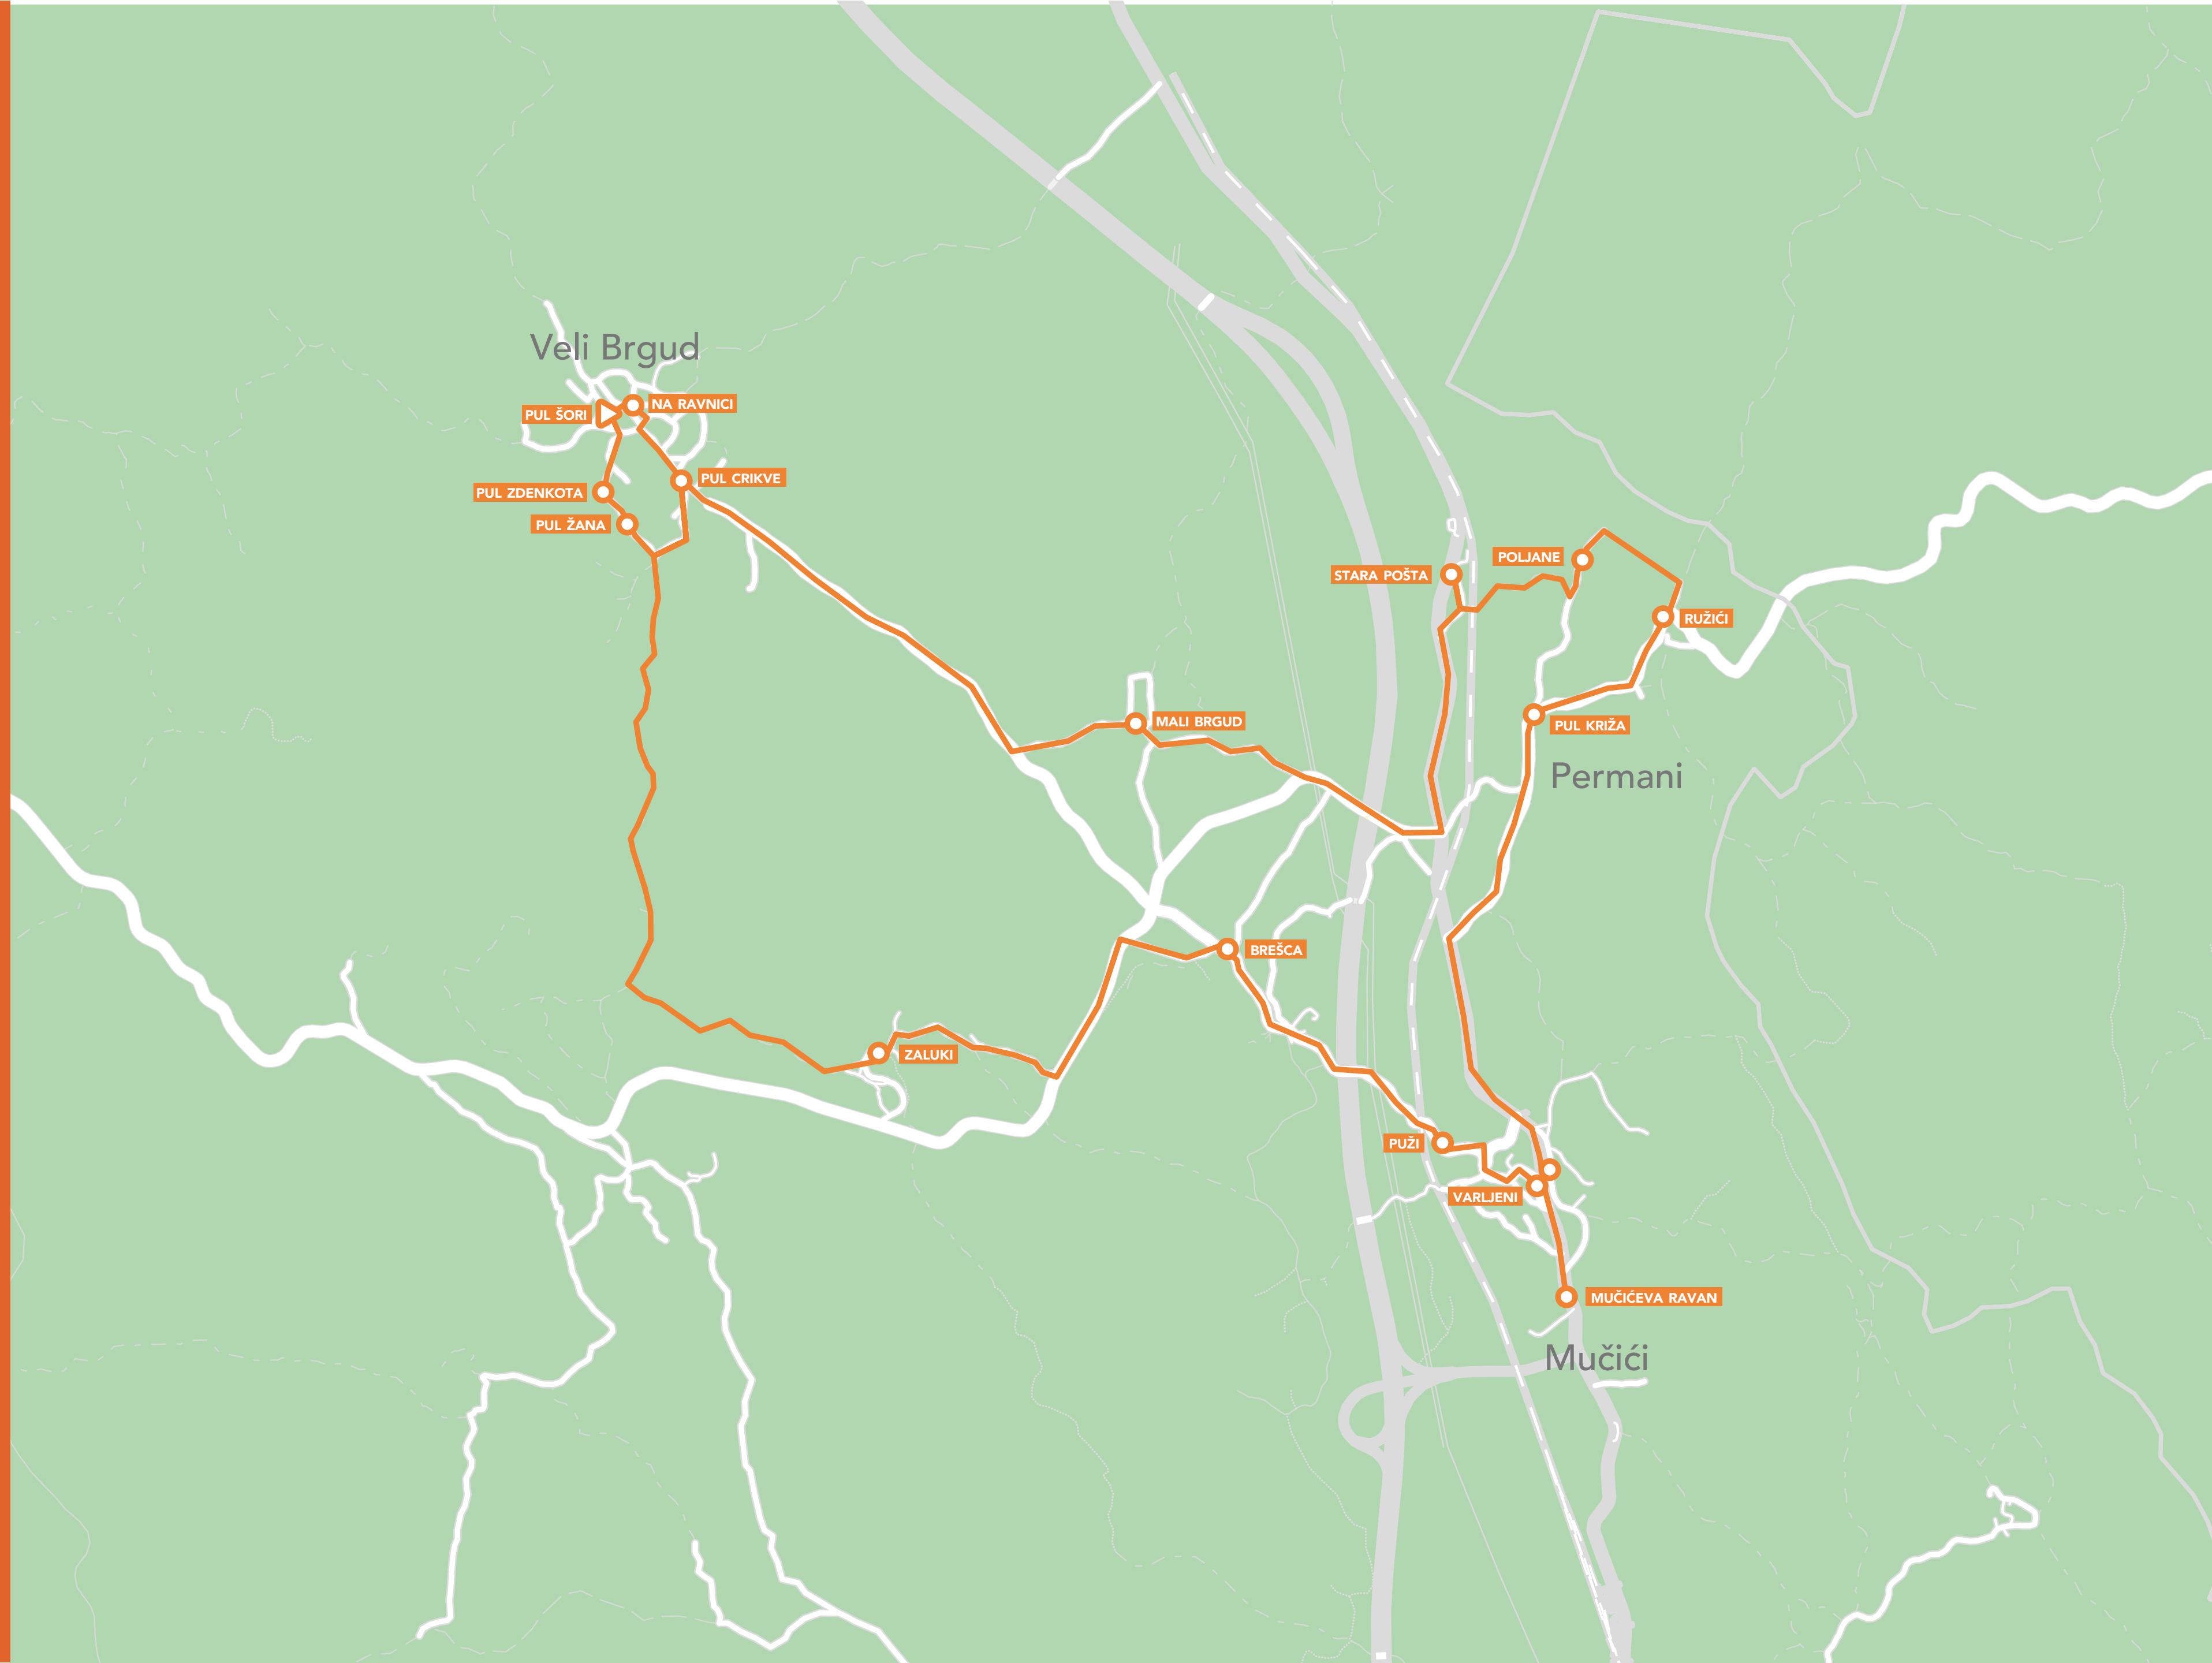 Veli Brgud
PUL ŠORI
NA RAVNICI
PUL ZDENKOTA
PUL CRIKVE
PUL ŽANA
STARA POŠTA
POLJANE
RUŽIĆI
MALI BRGUD
PUL KRIŽA
Permani
BREŠCA
ZALUKI
PUŽI
VARLJENI
MUČIĆEVA RAVAN
Mučići